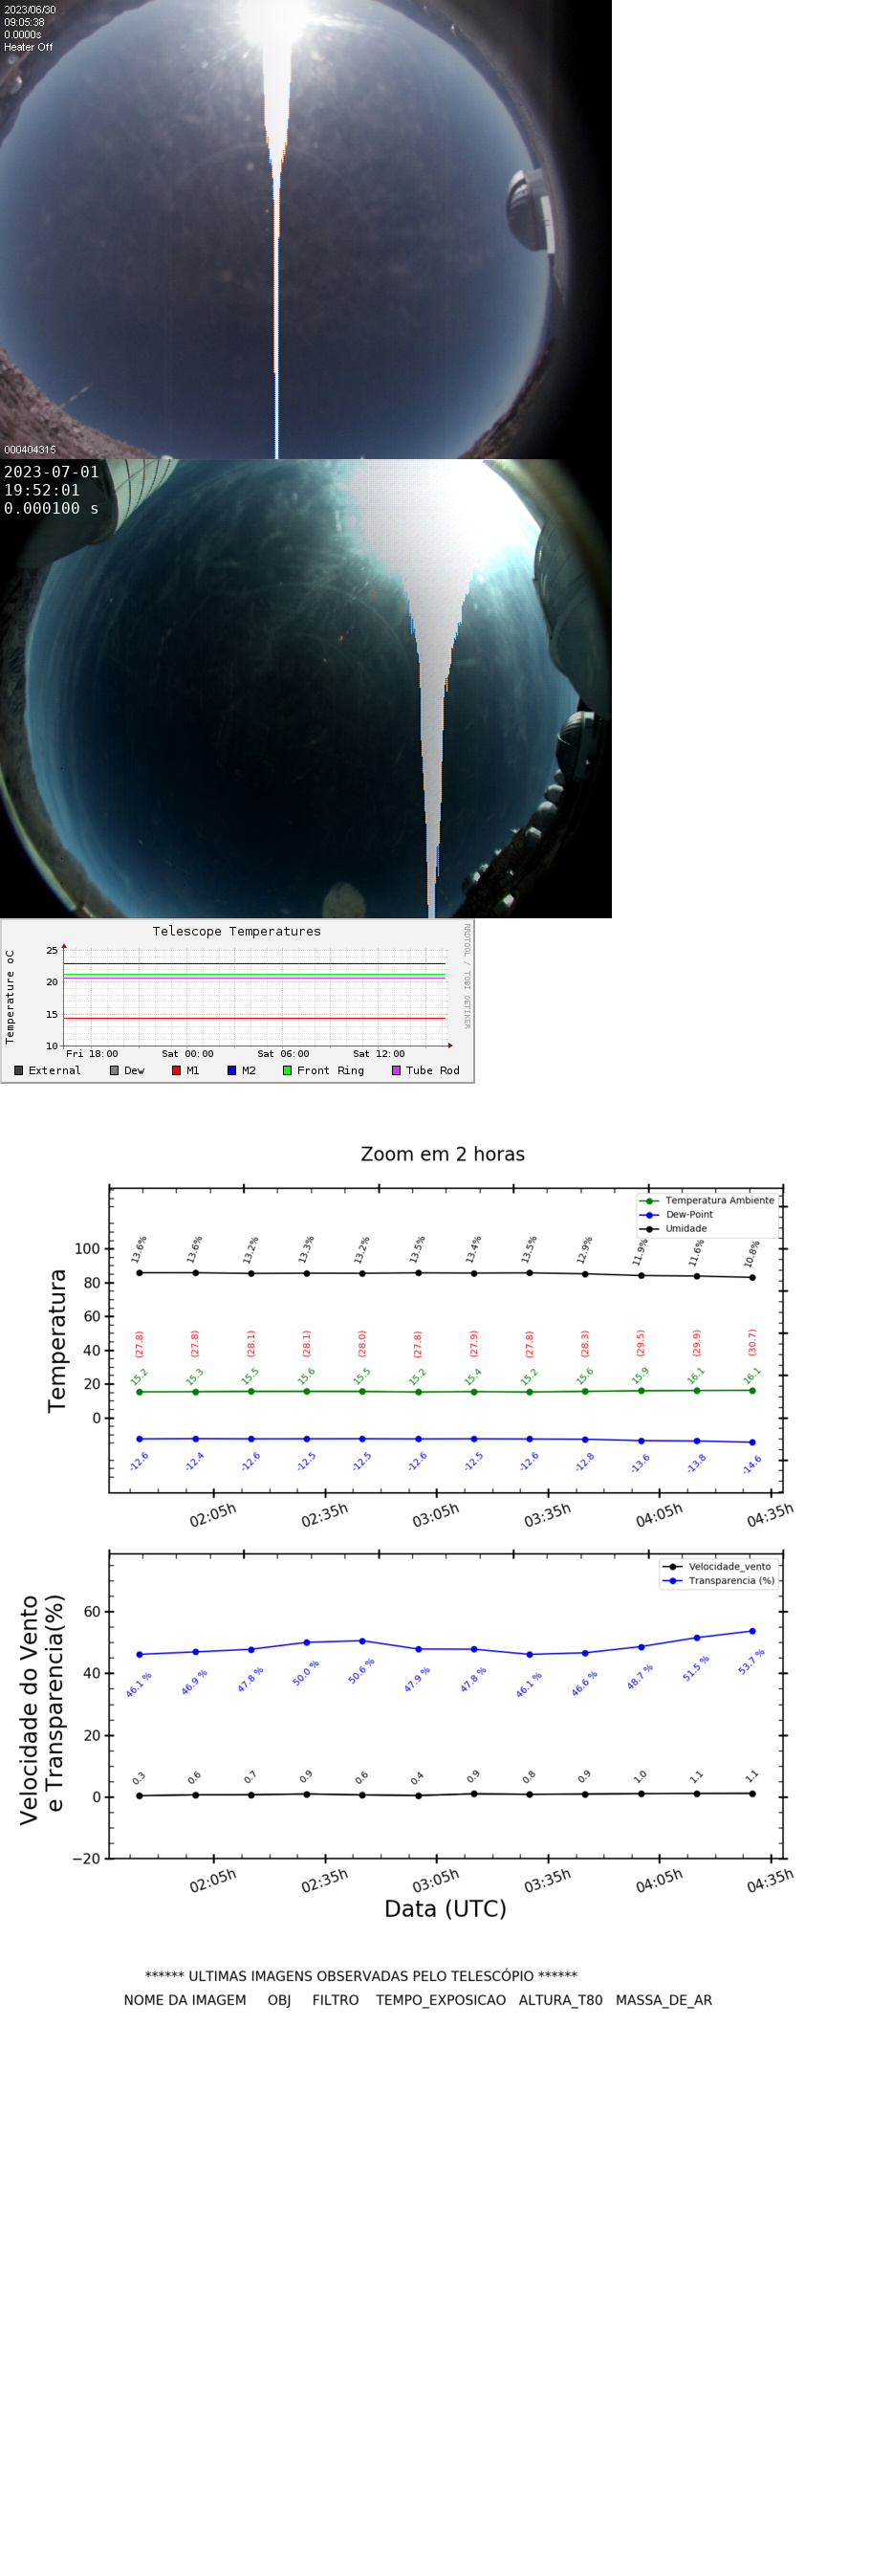 2023/06/30
09:05:38
0.0000s
Heater Off
000404315
2023-07-01
19:52:01
0.000100 s
Telescope Temperatures
RRDTOOL / TOBI OETIKER
Temperature oC
25
20
15
10
Fri 18:00 Sat 00:00 Sat 06:00 Sat 12:00
External Dew M1 M2 Front Ring Tube Rod
Zoom em 2 horas
Temperatura Ambiente
Dew-Point
Umidade
Temperatura
100
80
60
40
20
0
13.6% 13.6% 13.2% 13.3% 13.2% 13.5% 13.4% 13.5% 12.9% 11.9% 11.6% 10.8%
(27.8) (27.8) (28.1) (28.1) (28.0) (27.8) (27.9) (27.8) (28.3) (29.5) (29.9) (30.7)
15.2 15.3 15.5 15.6 15.5 15.2 15.4 15.2 15.6 15.9 16.1 16.1
-12.6 -12.4 -12.6 -12.5 -12.5 -12.6 -12.5 -12.6 -12.8 -13.6 -13.8 -14.6
02:05h 02:35h 03:05h 03:35h 04:05h 04:35h
Velocidade_vento
Transparencia (%)
Velocidade do Vento
e Transparencia(%)
60
40
20
0
−20
46.1 % 46.9 % 47.8 % 50.0 % 50.6 % 47.9 % 47.8 % 46.1 % 46.6 % 48.7 % 51.5 % 53.7 %
0.3 0.6 0.7 0.9 0.6 0.4 0.9 0.8 0.9 1.0 1.1 1.1
02:05h 02:35h 03:05h 03:35h 04:05h 04:35h
Data (UTC)
****** ULTIMAS IMAGENS OBSERVADAS PELO TELESCÓPIO ******
NOME DA IMAGEM OBJ FILTRO TEMPO_EXPOSICAO ALTURA_T80 MASSA_DE_AR